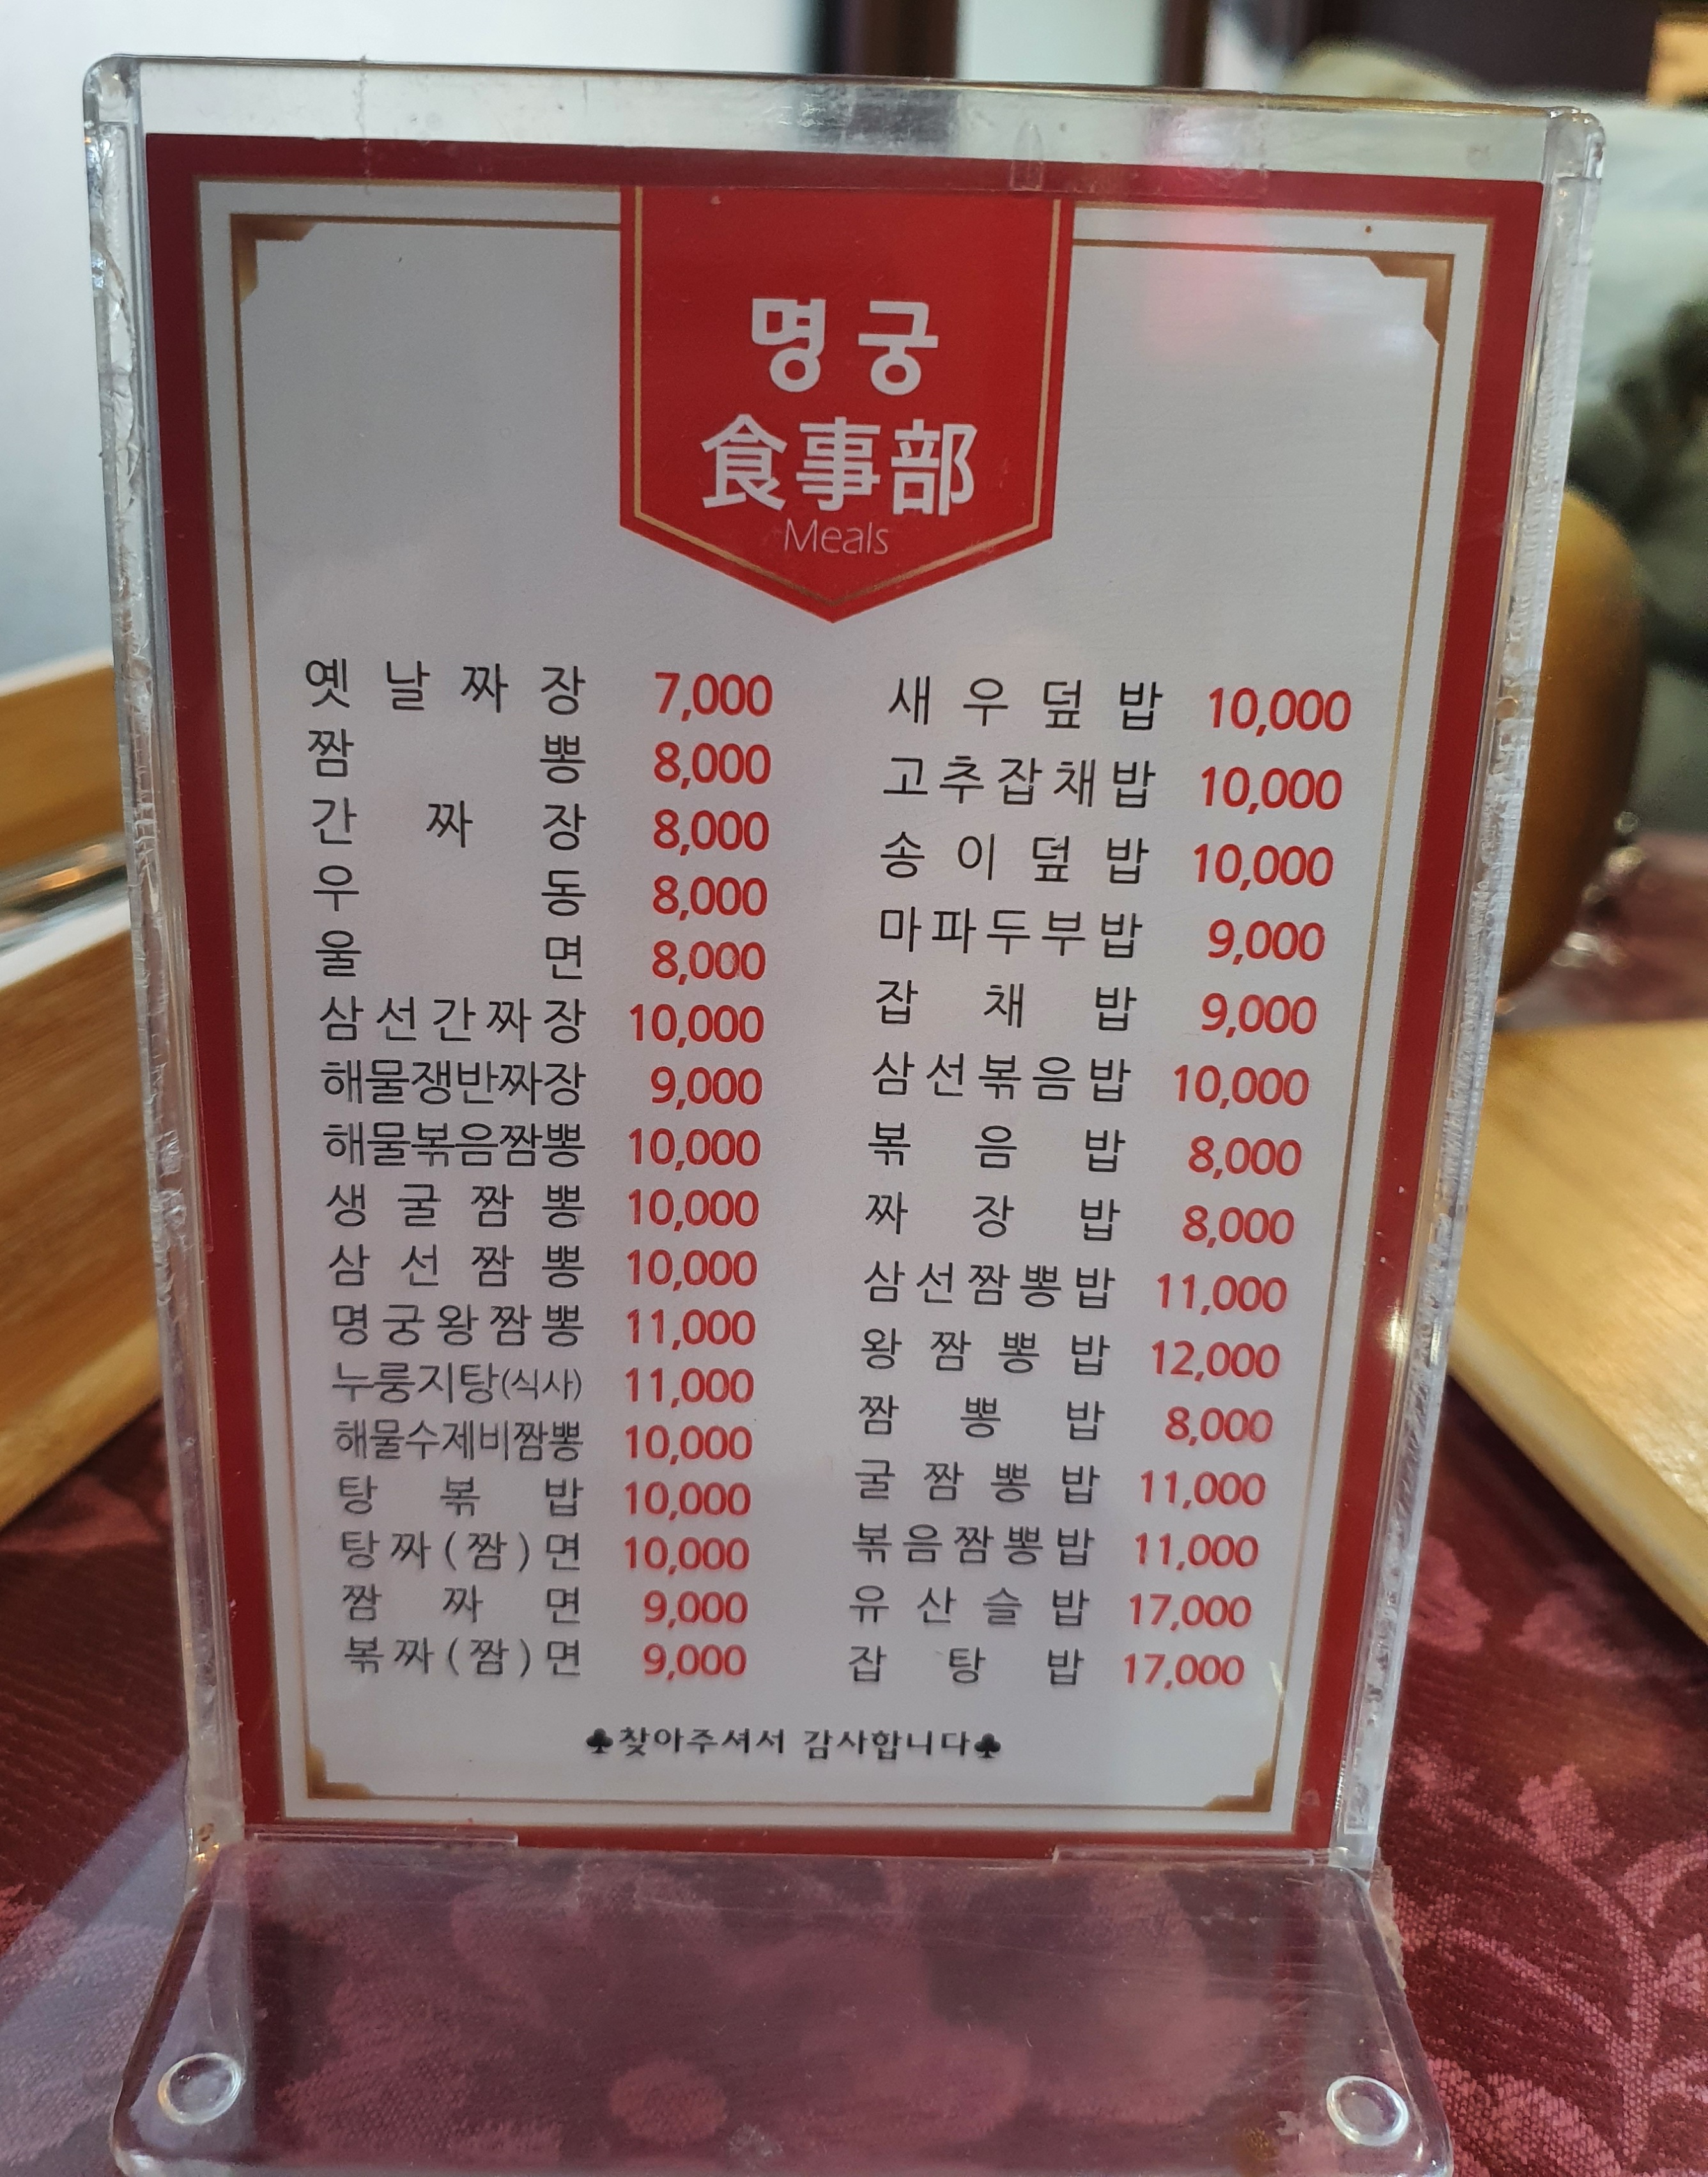 명궁
食事部
Meals
옛날짜장 7,000
짬뽕 8,000
간짜장 8,000
우동 8,000
울면 8,000
삼선간짜장 10,000
해물쟁반짜장 9,000
해물볶음짬뽕 10,000
생굴짬뽕 10,000
삼선짬뽕 10,000
명궁왕짬뽕 11,000
누룽지탕(식사) 11,000
해물수제비짬뽕 10,000
탕볶밥 10,000
탕짜(짬)면 10,000
짬짜면 9,000
볶짜(짬)면 9,000
새우덮밥 10,000
고추잡채밥 10,000
송이덮밥 10,000
마파두부밥 9,000
잡채밥 9,000
삼선볶음밥 10,000
볶음밥 8,000
짜장밥 8,000
삼선짬뽕밥 11,000
왕짬뽕밥 12,000
짬뽕밥 8,000
굴짬뽕밥 11,000
볶음짬뽕밥 11,000
유산슬밥 17,000
잡탕밥 17,000
♣찾아주셔서 감사합니다♣